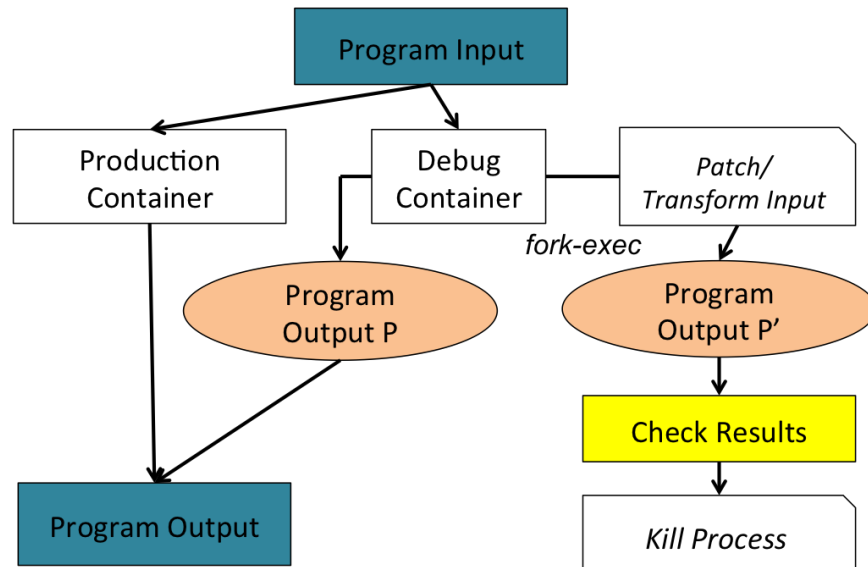 Program Input
Production
Container
Debug
Container
Patch/
Transform Input
fork-exec
Program
Output P
Program
Output P’
Check Results
Program Output
Kill Process